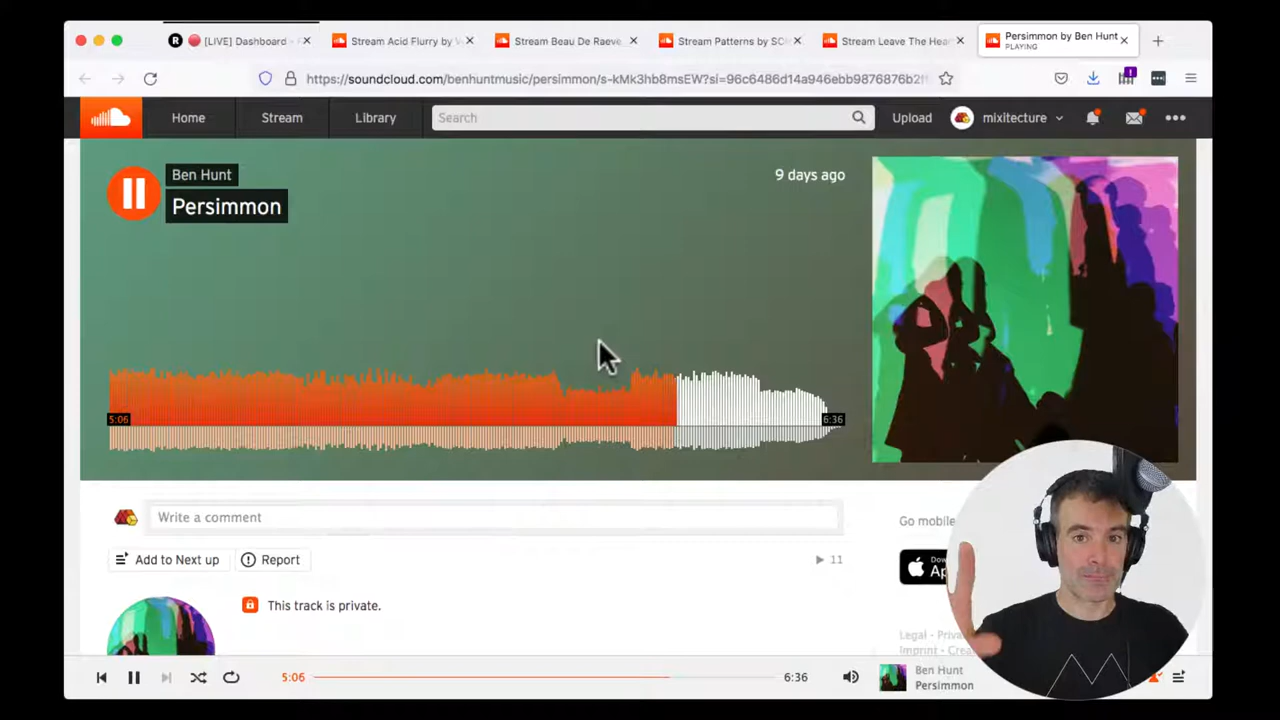 [LIVE] Dashboard -
Stream Acid Flurry by
Stream Beau De Raeve
Stream Patterns by
Stream Leave The
Persimmon by Ben Hunt
PLAYING
https://soundcloud.com/benhuntmusic/persimmon/s-kMk3hb8msEW?si=96c6486d14a946ebb9876876b2
Home
Stream
Library
Search
Upload
mixitecture
Ben Hunt
9 days ago
Persimmon
5:06
6:36
Write a comment
Go mobile
Add to Next up
Report
11
This track is private.
Legal -
Imprint -
5:06
6:36
Ben Hunt
Persimmon